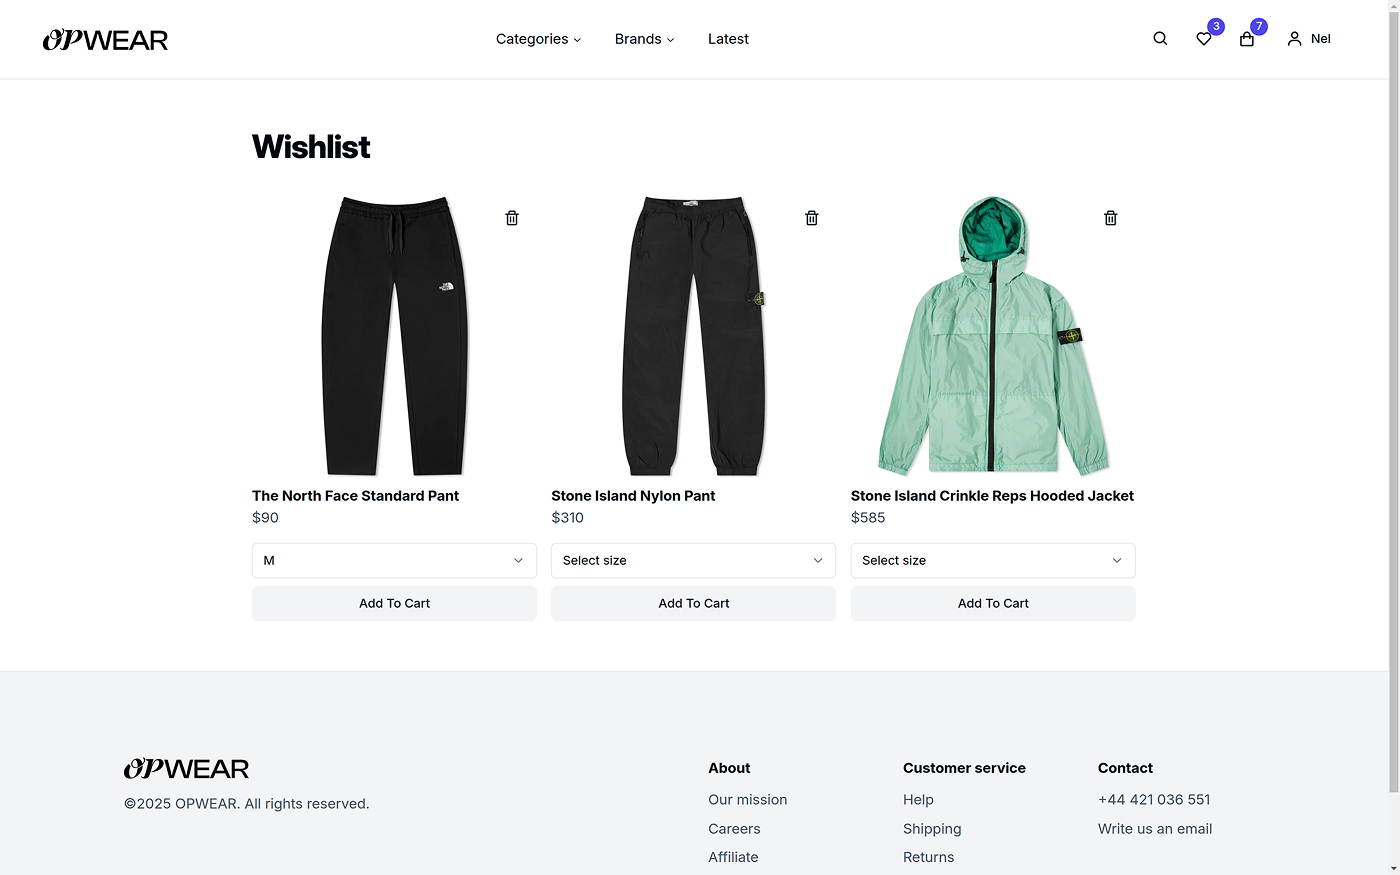 OPWEAR
Categories
Brands
Latest
3
7
Nel
Wishlist
THE NORTH FACE
The North Face Standard Pant
$90
M
Add To Cart
Stone Island Nylon Pant
$310
Select size
Add To Cart
Stone Island Crinkle Reps Hooded Jacket
$585
Select size
Add To Cart
OPWEAR
©2025 OPWEAR. All rights reserved.
About
Our mission
Careers
Affiliate
Customer service
Help
Shipping
Returns
Contact
+44 421 036 551
Write us an email